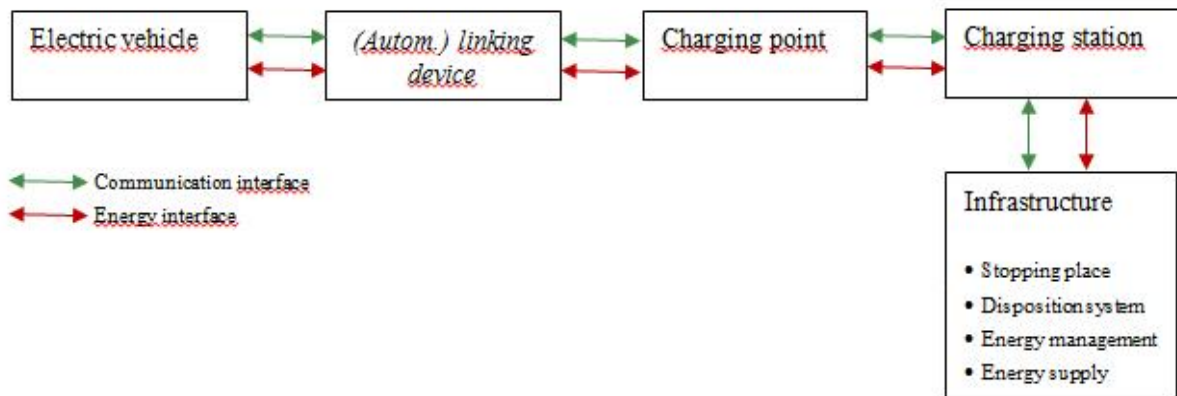 Electric vehicle
(Autom.) linking
device
Charging point
Charging station
Communication interface
Energy interface
Infrastructure
• Stopping place
• Disposition system
• Energy management
• Energy supply